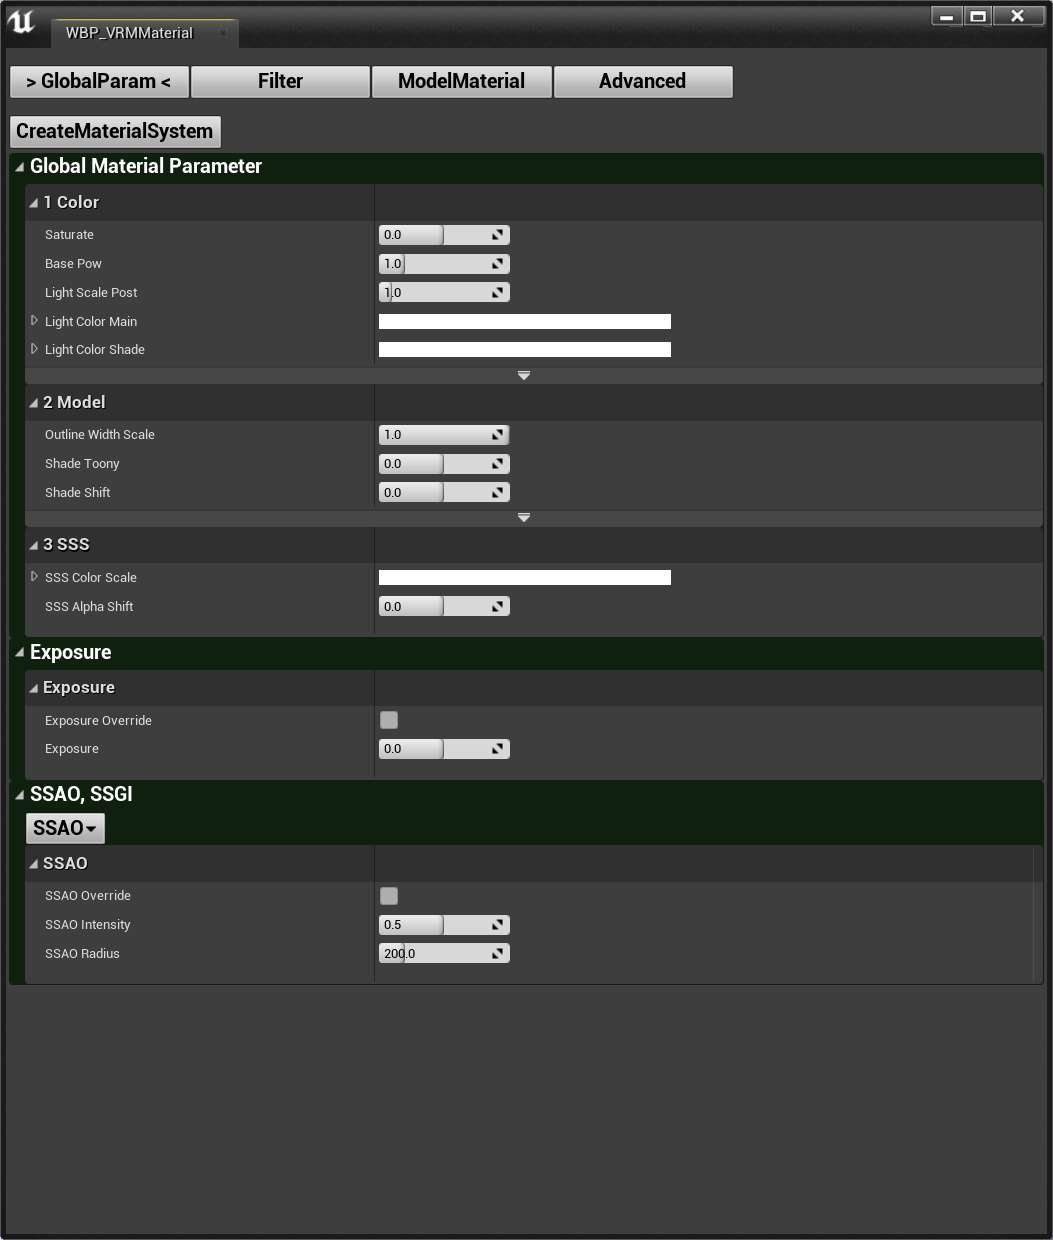 WBP_VRMMaterial
> GlobalParam < Filter ModelMaterial Advanced
CreateMaterialSystem
Global Material Parameter
1 Color
Saturate 0.0
Base Pow 1.0
Light Scale Post 1.0
Light Color Main
Light Color Shade
2 Model
Outline Width Scale 1.0
Shade Toony 0.0
Shade Shift 0.0
3 SSS
SSS Color Scale
SSS Alpha Shift 0.0
Exposure
Exposure
Exposure Override
Exposure 0.0
SSAO, SSGI
SSAO
SSAO
SSAO Override
SSAO Intensity 0.5
SSAO Radius 200.0